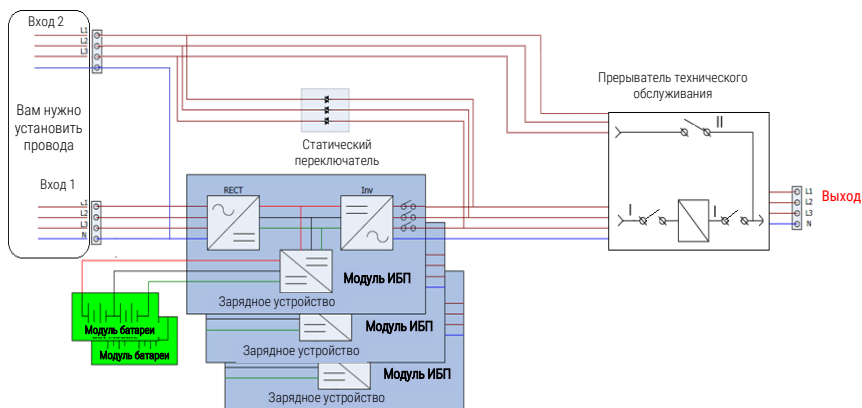 Вход 2
L1
L2
L3
Вам нужно
установить
провода
Вход 1
L1
L2
L3
N
Статический
переключатель
Прерыватель технического
обслуживания
II
I
I
L1
L2
L3
N
Выход
RECT
Inv
Модуль ИБП
Зарядное устройство
Модуль ИБП
Зарядное устройство
Модуль ИБП
Зарядное устройство
Модуль батареи
Модуль батареи